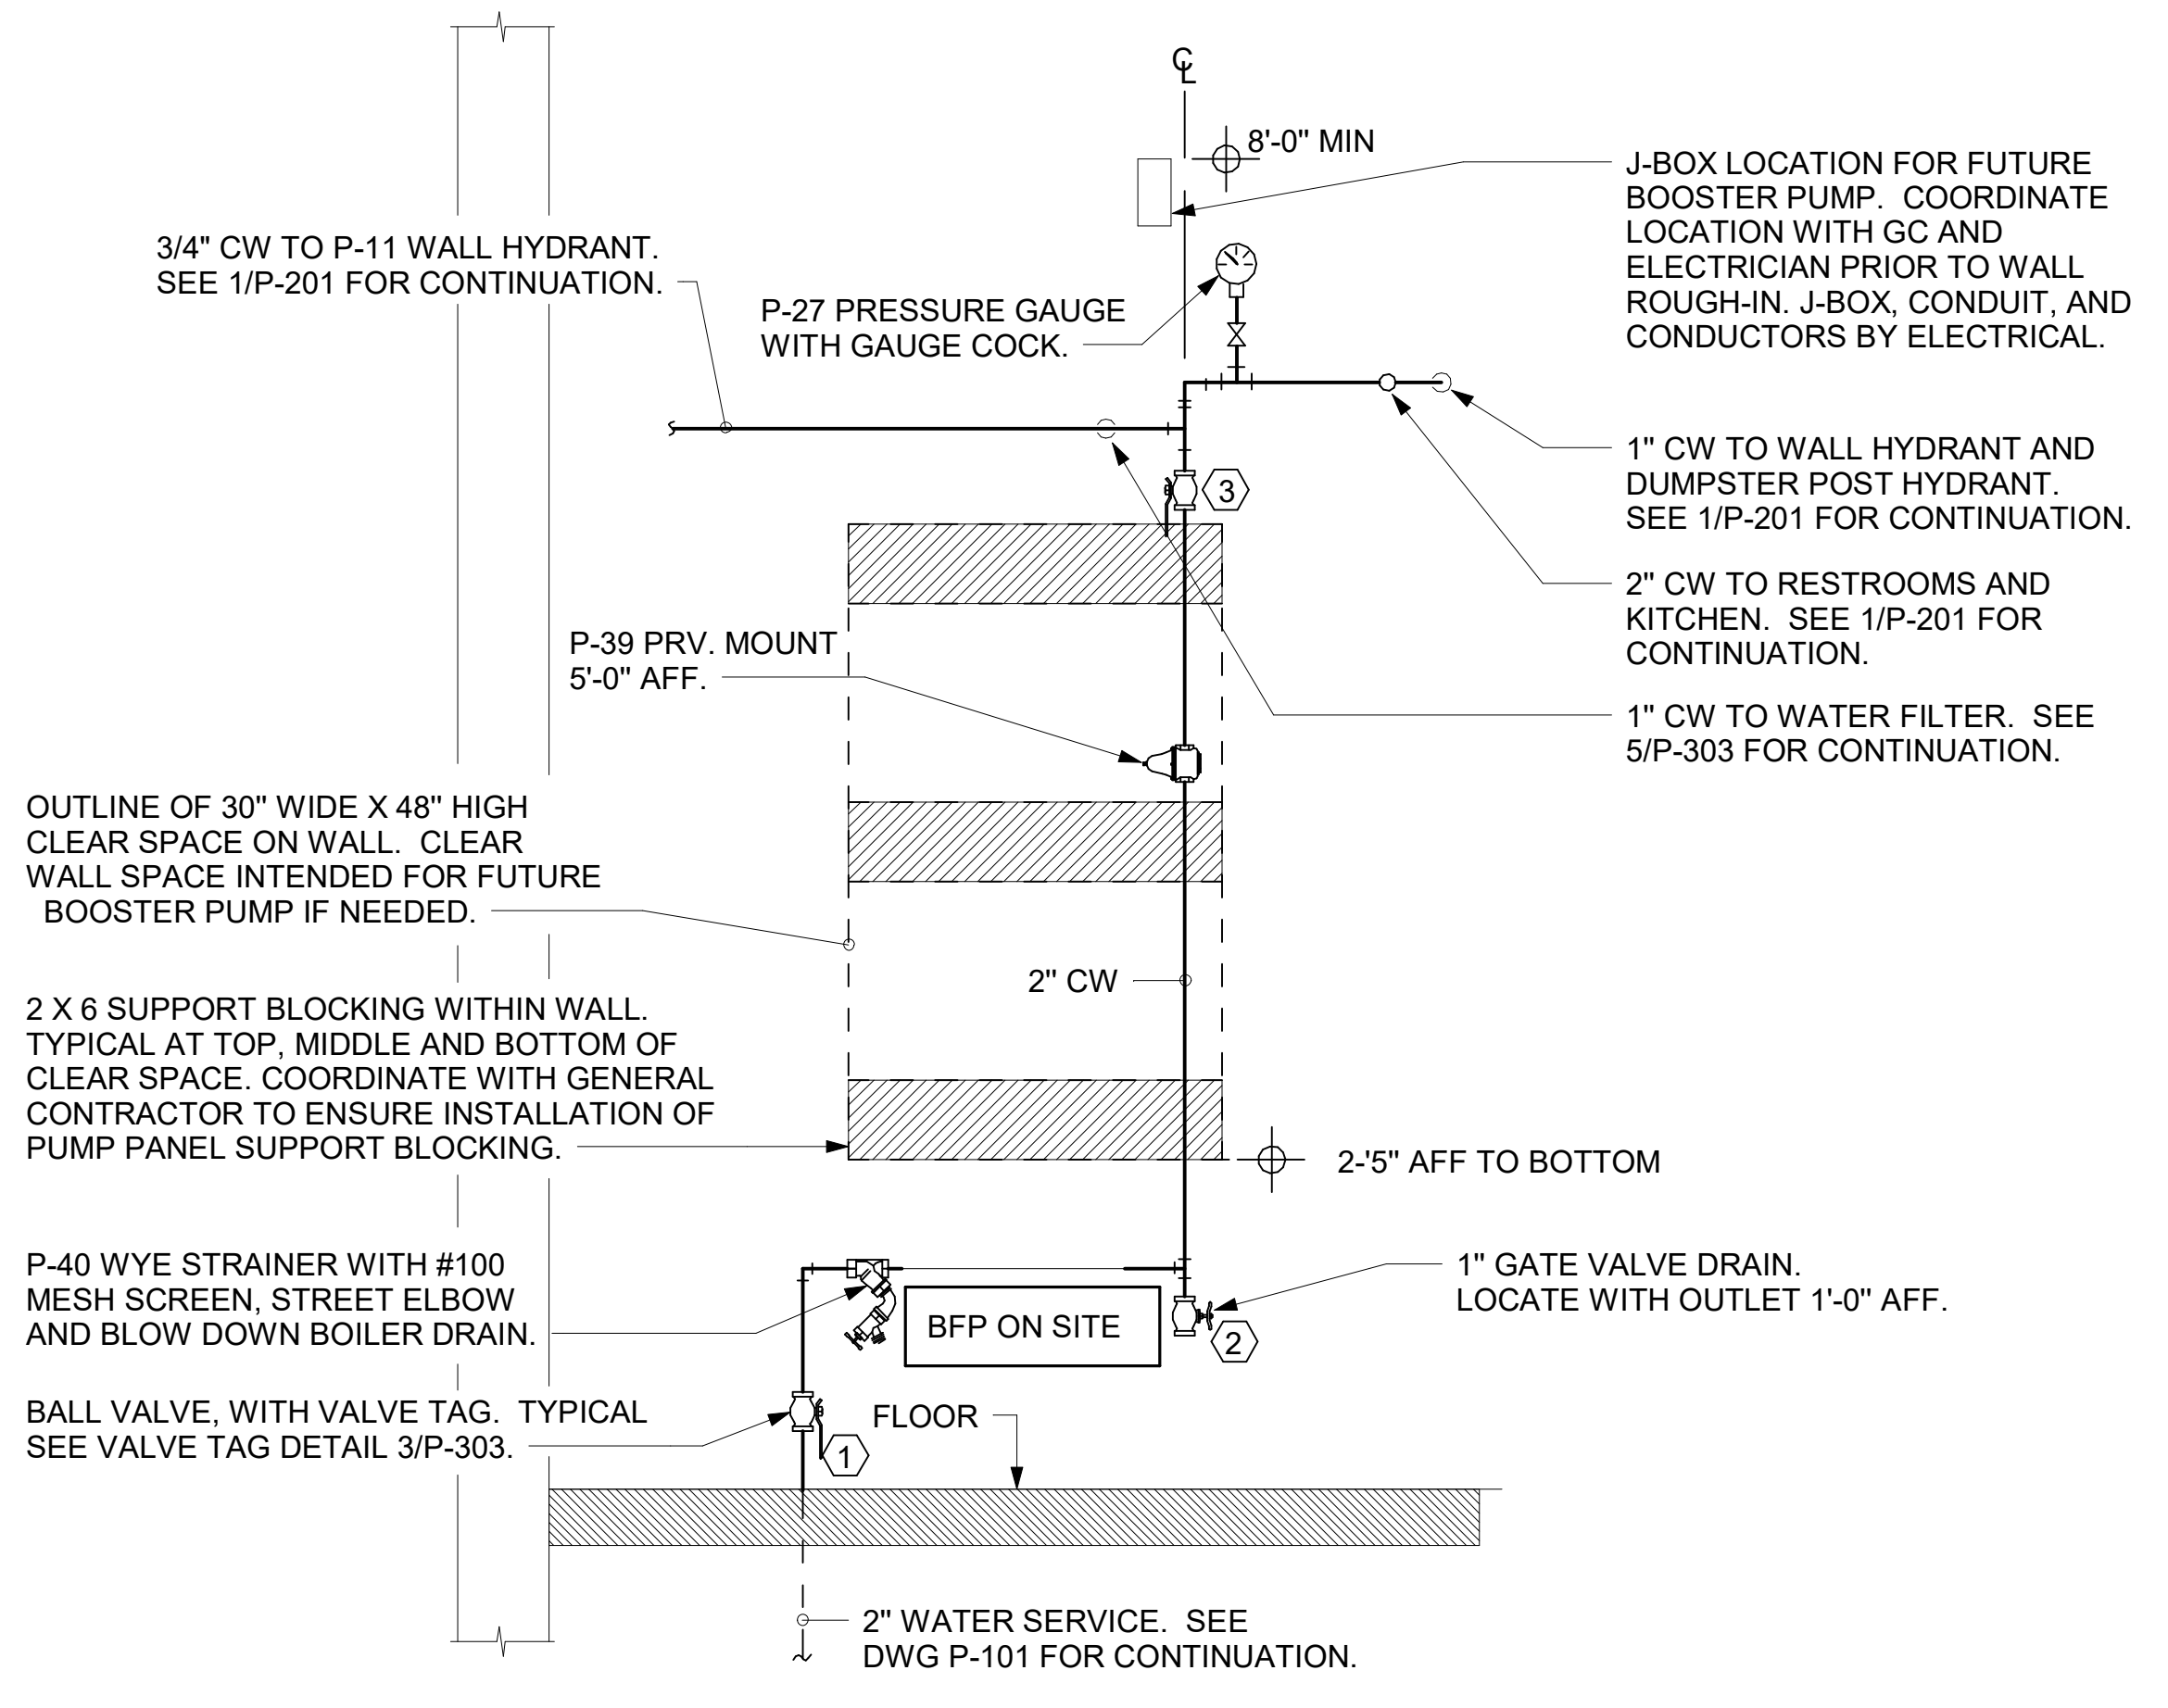 ℄
8'-0" MIN
J-BOX LOCATION FOR FUTURE
BOOSTER PUMP. COORDINATE
LOCATION WITH GC AND
ELECTRICIAN PRIOR TO WALL
ROUGH-IN. J-BOX, CONDUIT, AND
CONDUCTORS BY ELECTRICAL.
3/4" CW TO P-11 WALL HYDRANT.
SEE 1/P-201 FOR CONTINUATION.
P-27 PRESSURE GAUGE
WITH GAUGE COCK.
1" CW TO WALL HYDRANT AND
DUMPSTER POST HYDRANT.
SEE 1/P-201 FOR CONTINUATION.
3
2" CW TO RESTROOMS AND
KITCHEN. SEE 1/P-201 FOR
CONTINUATION.
P-39 PRV. MOUNT
5'-0" AFF.
1" CW TO WATER FILTER. SEE
5/P-303 FOR CONTINUATION.
OUTLINE OF 30" WIDE X 48" HIGH
CLEAR SPACE ON WALL. CLEAR
WALL SPACE INTENDED FOR FUTURE
BOOSTER PUMP IF NEEDED.
2" CW
2 X 6 SUPPORT BLOCKING WITHIN WALL.
TYPICAL AT TOP, MIDDLE AND BOTTOM OF
CLEAR SPACE. COORDINATE WITH GENERAL
CONTRACTOR TO ENSURE INSTALLATION OF
PUMP PANEL SUPPORT BLOCKING.
2-'5" AFF TO BOTTOM
P-40 WYE STRAINER WITH #100
MESH SCREEN, STREET ELBOW
AND BLOW DOWN BOILER DRAIN.
BFP ON SITE
2
1" GATE VALVE DRAIN.
LOCATE WITH OUTLET 1'-0" AFF.
BALL VALVE, WITH VALVE TAG. TYPICAL
SEE VALVE TAG DETAIL 3/P-303.
1
FLOOR
2" WATER SERVICE. SEE
DWG P-101 FOR CONTINUATION.